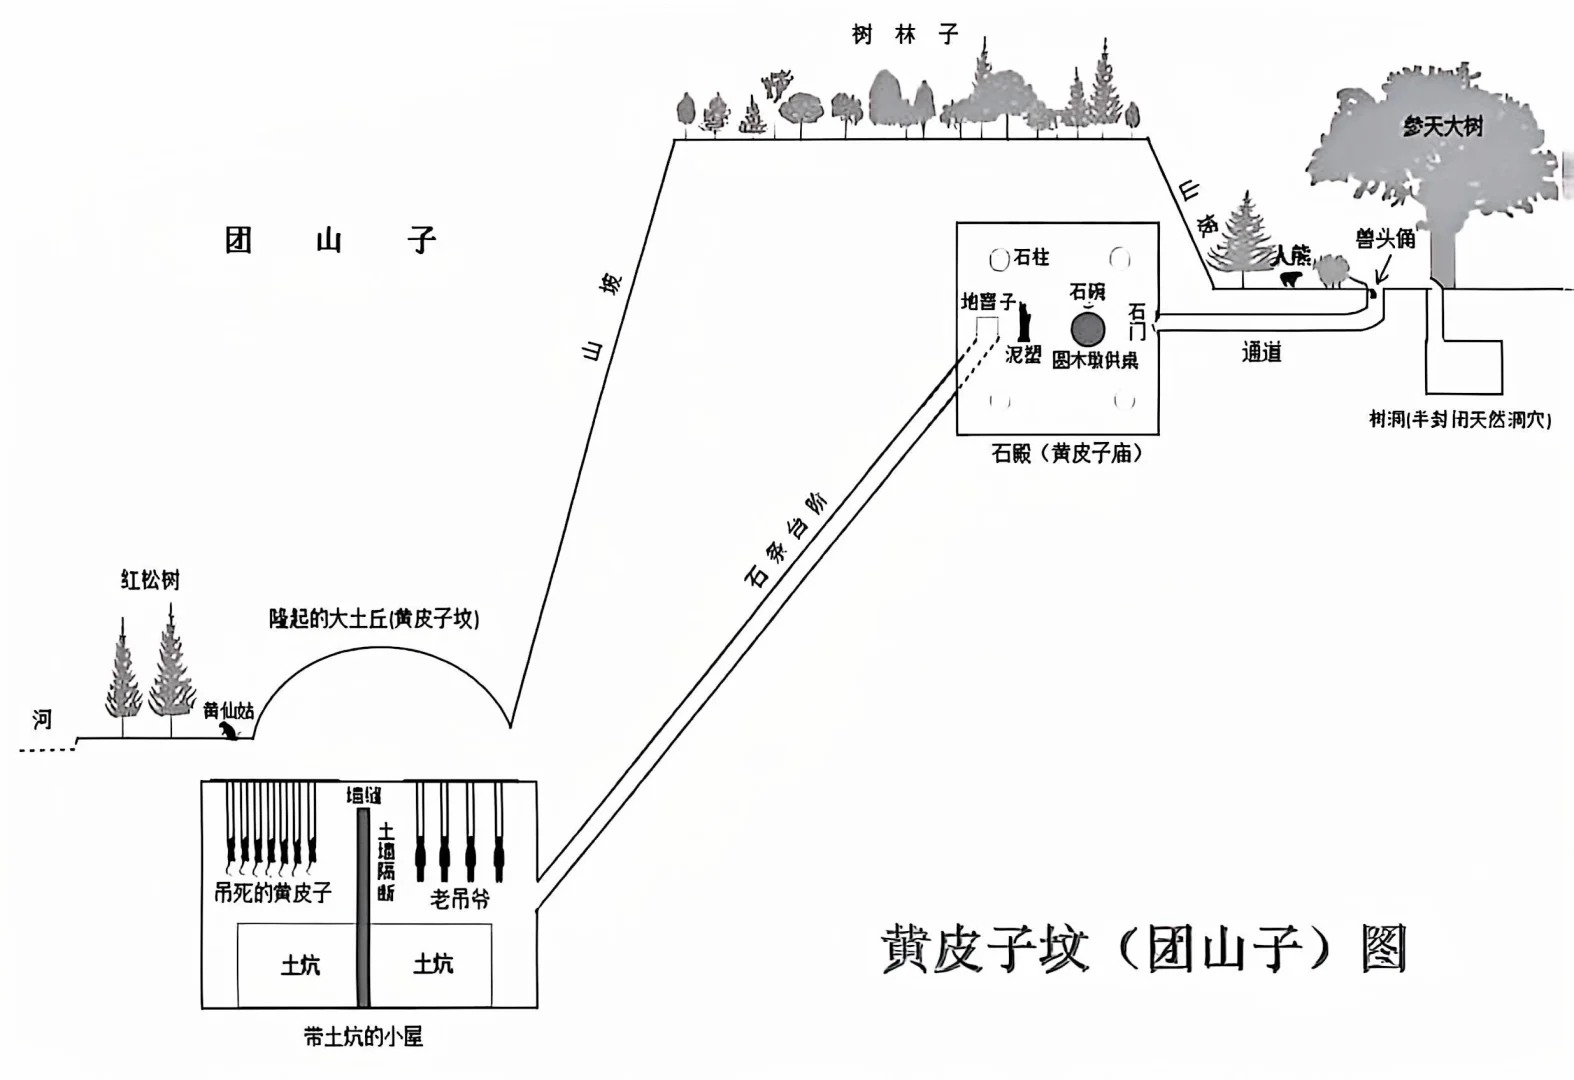 树林子
参天大树
团山子
山坡
山坡
兽头俑
人熊
石柱
地窨子
石碗
石门
泥塑
圆木墩供桌
通道
树洞(半封闭天然洞穴)
石殿（黄皮子庙）
石条台阶
红松树
隆起的大土丘(黄皮子坟)
黄仙姑
河
墙缝
土墙隔断
吊死的黄皮子
老吊爷
土炕
土炕
带土炕的小屋
黄皮子坟（团山子）图